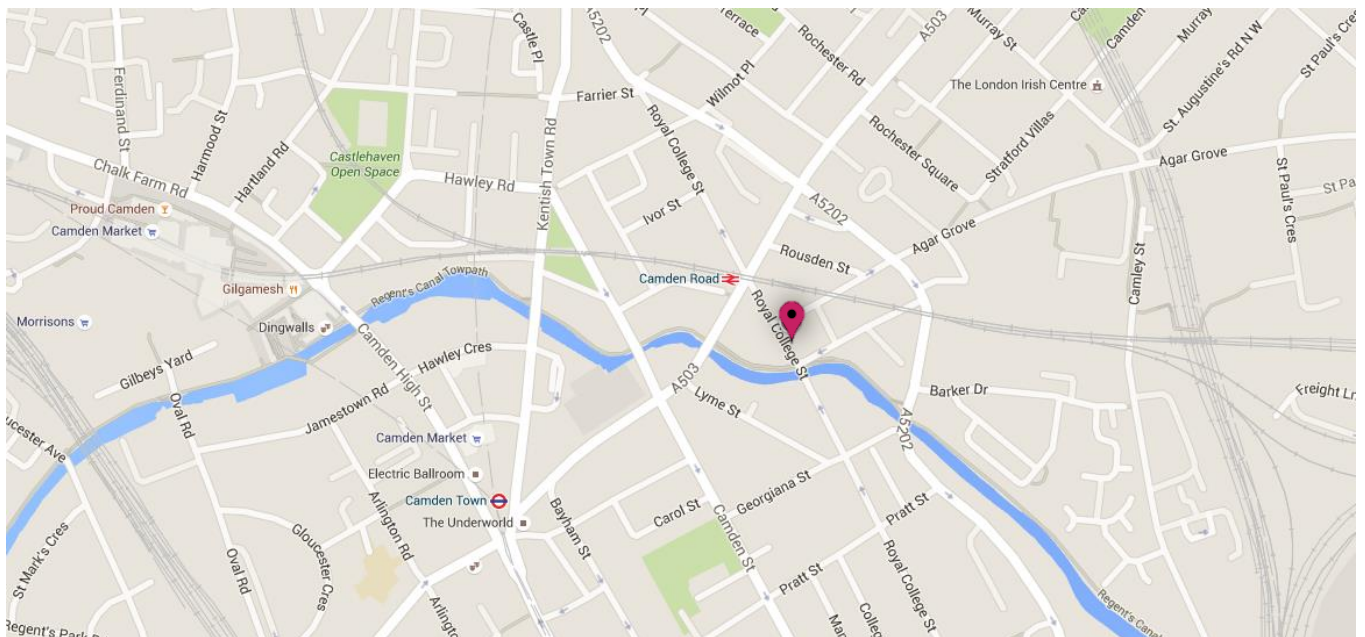 Castle Pl
A5202
Terrace
Rochester Rd
A503
Murray St
Camden
Murray
St Paul's Cres
Ferdinand St
Farrier St
Wilmot Pl
The London Irish Centre
St. Augustine's Rd N W
Harmood St
Royal College St
Rochester Square
Stratford Villas
Agar Grove
Chalk Farm Rd
Hartland Rd
Castlehaven
Open Space
Hawley Rd
Kentish Town Rd
St Paul's Cres
St Pa
Proud Camden
Camden Market
Ivor St
A5202
Agar Grove
Rousden St
Camden Road
Camley St
Gilgamesh
Regent's Canal Towpath
Morrisons
Dingwalls
Royal College St
Gilbeys Yard
Camden High St
Hawley Cres
A503
Lyme St
Barker Dr
Freight Ln
Oval Rd
Jamestown Rd
A5202
ucester Ave
Camden Market
Electric Ballroom
Camden Town
The Underworld
Georgiana St
Carol St
Pratt St
Arlington Rd
Bayham St
Camden St
Gloucester Cres
St Mark's Cres
Oval Rd
Pratt St
Royal College St
Arlington
College
Regent's Canal
Regent's Park